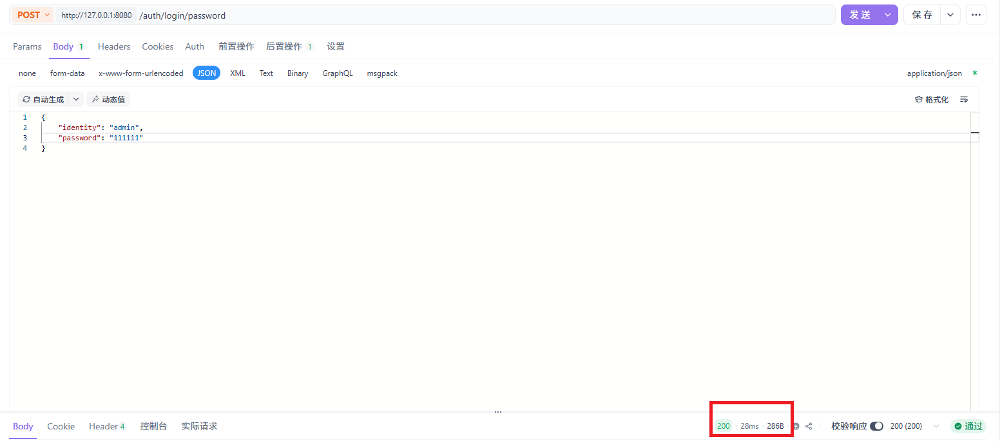 POST http://127.0.0.1:8080 /auth/login/password 发 送 保 存
Params Body 1 Headers Cookies Auth 前置操作 后置操作 1 设置
none form-data x-www-form-urlencoded JSON XML Text Binary GraphQL msgpack application/json *
自动生成 动态值 格式化
1 {
2 "identity": "admin",
3 "password": "111111"
4 }
Body Cookie Header 4 控制台 实际请求 200 · 28ms · 286B 校验响应 200 (200) 通过